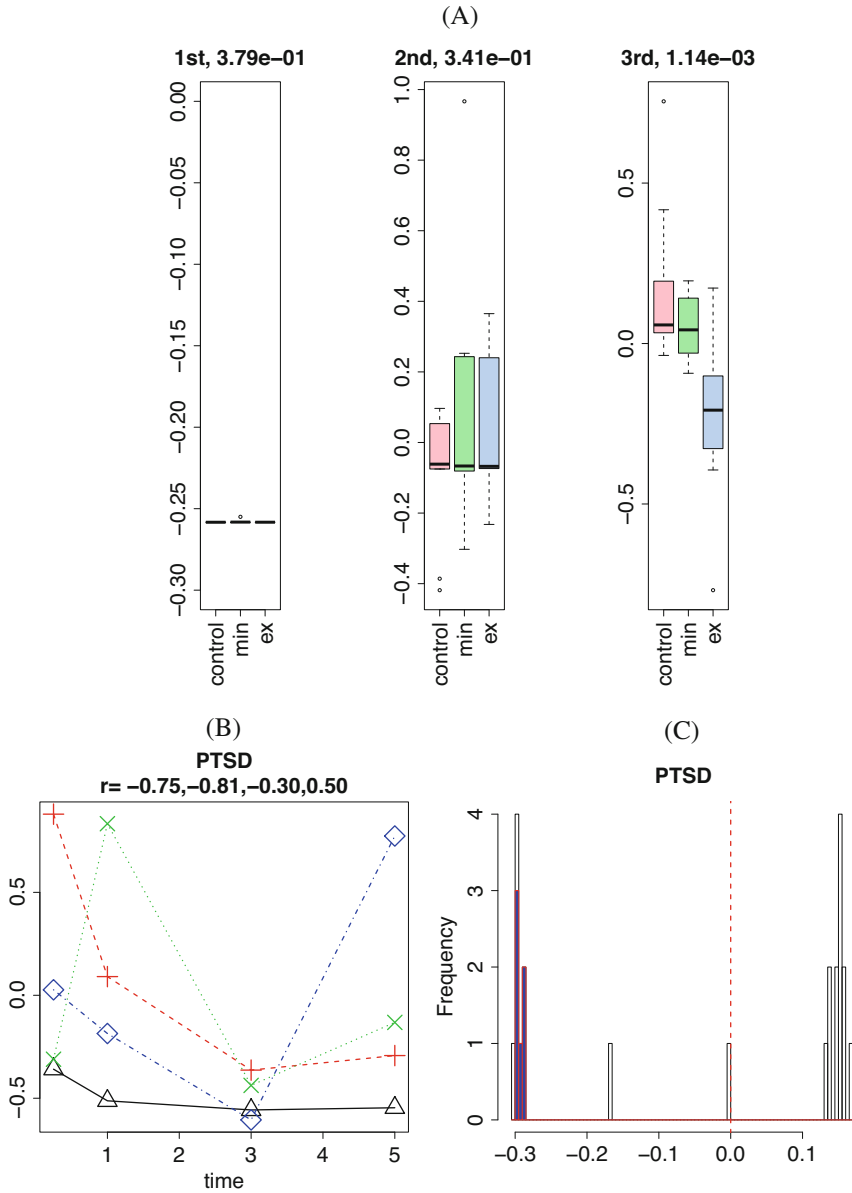 (A)
1st, 3.79e−01
2nd, 3.41e−01
3rd, 1.14e−03
0.00
−0.05
−0.10
−0.15
−0.20
−0.25
−0.30
1.0
0.8
0.6
0.4
0.2
0.0
−0.2
−0.4
0.5
0.0
−0.5
control
min
ex
control
min
ex
control
min
ex
(B)
PTSD
r= −0.75,−0.81,−0.30,0.50
0.5
0.0
−0.5
1 2 3 4 5
time
(C)
PTSD
Frequency
4
3
2
1
0
−0.3 −0.2 −0.1 0.0 0.1